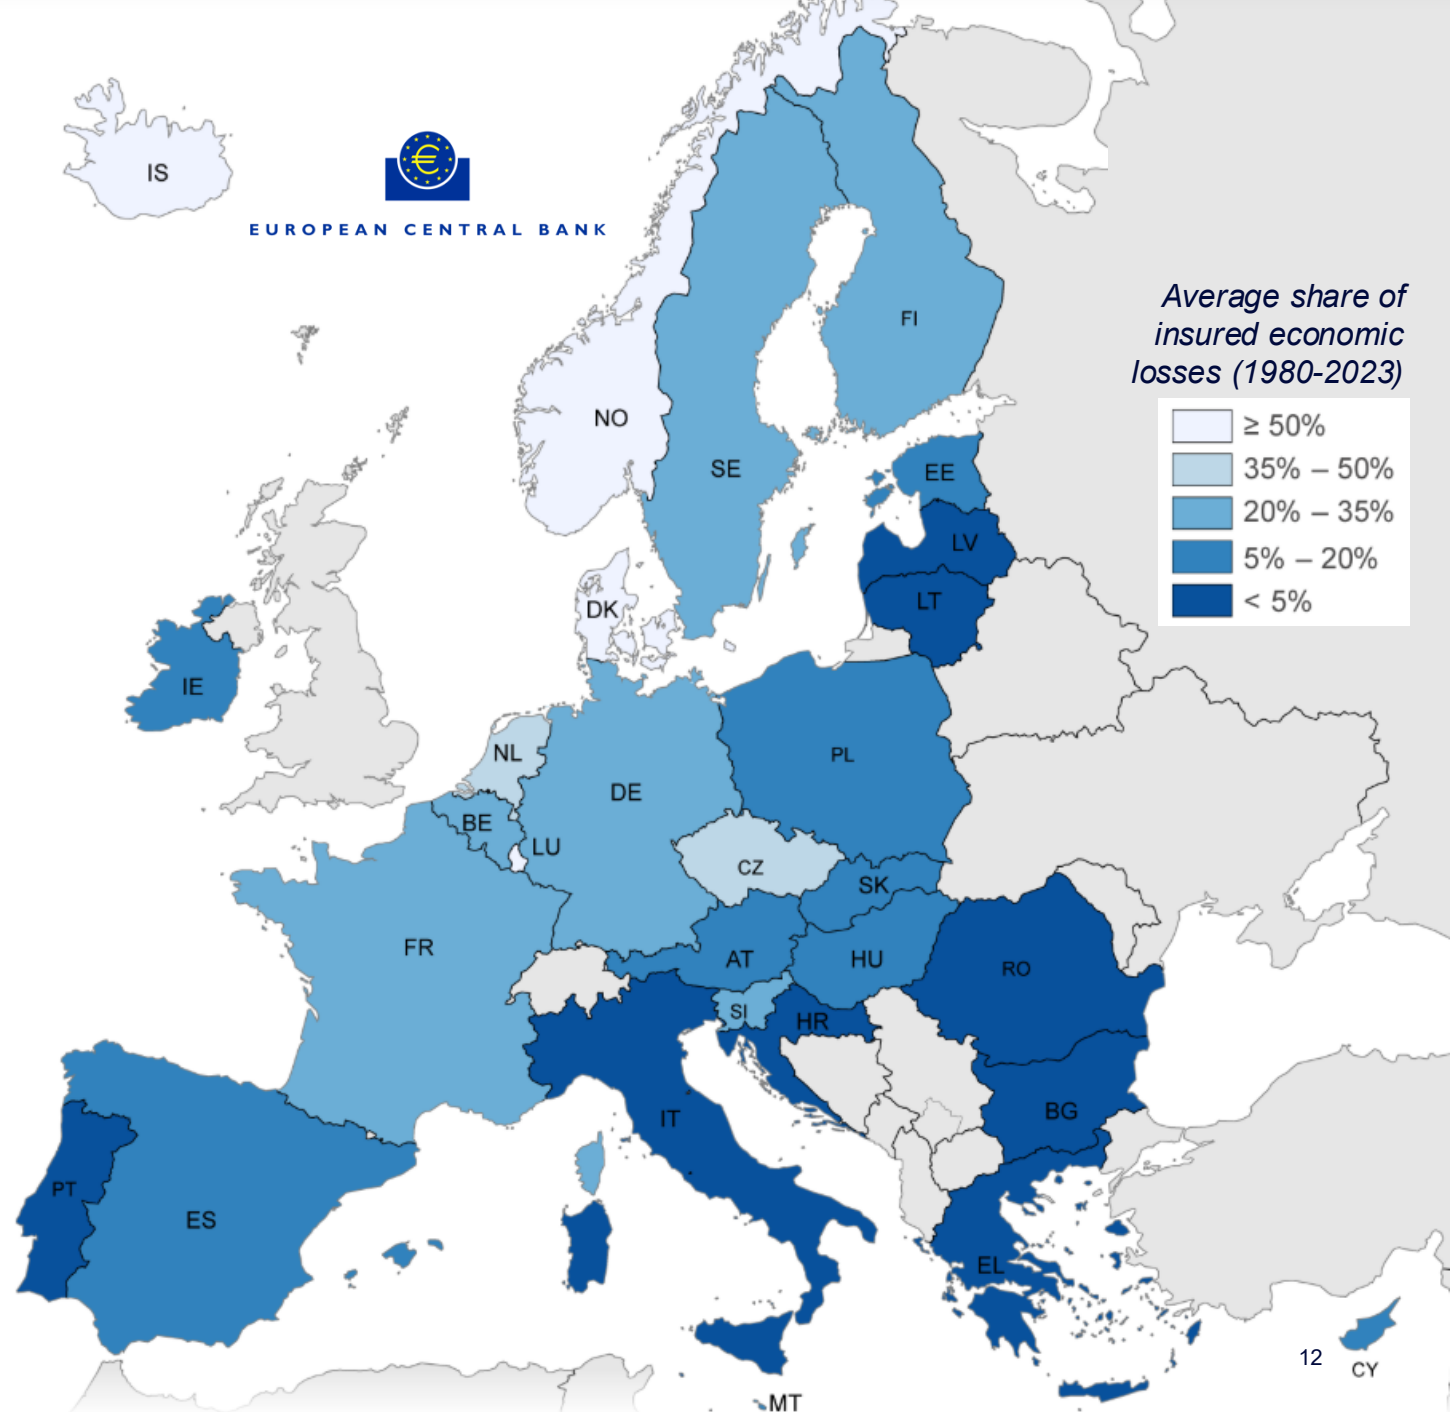 IS
EUROPEAN CENTRAL BANK
Average share of
insured economic
losses (1980-2023)
≥ 50%
35% – 50%
20% – 35%
5% – 20%
< 5%
FI
NO
SE
EE
LV
LT
DK
IE
NL
PL
DE
BE
LU
CZ
SK
FR
AT
HU
RO
SI
HR
BG
IT
PT
ES
EL
12
CY
MT